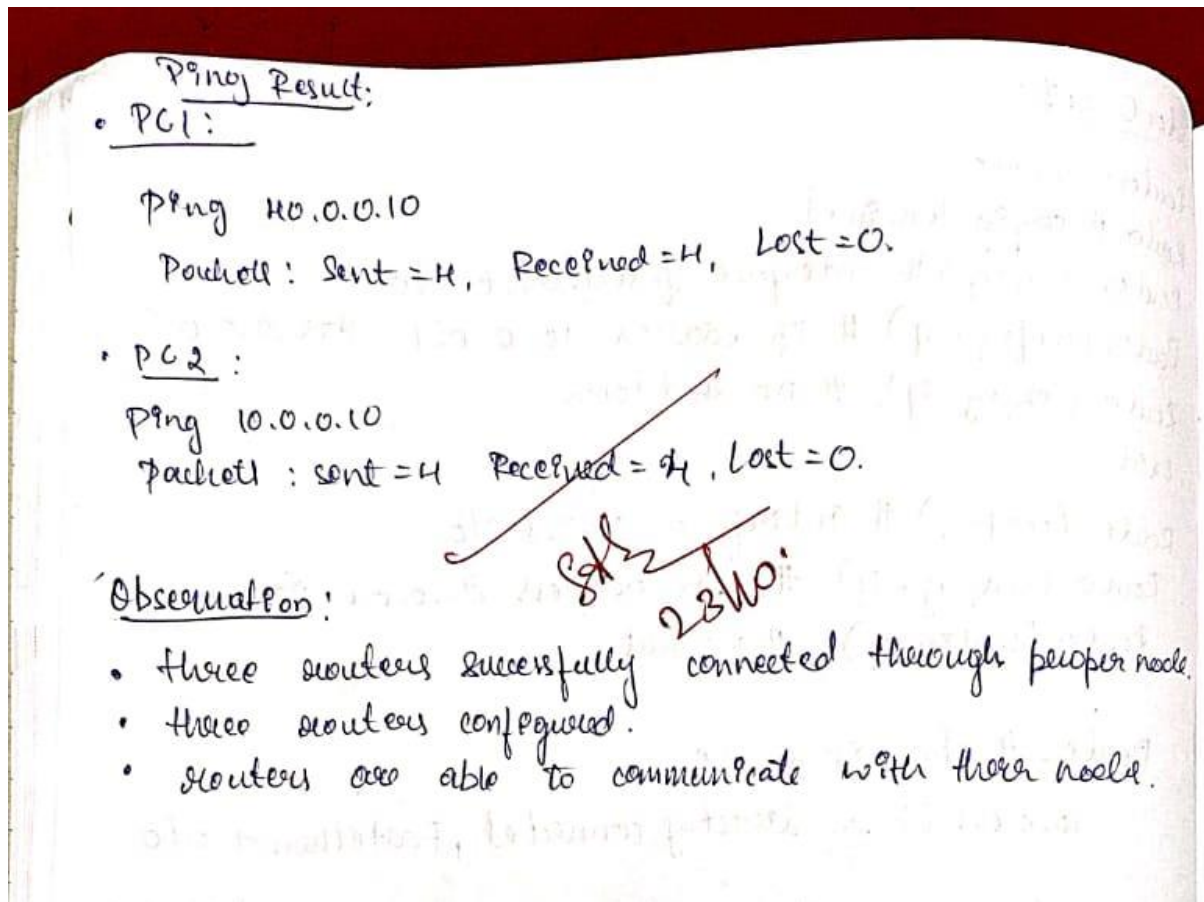 Ping Result:
• PC1:
Ping 40.0.0.10
Packets : Sent = 4, Received = 4, Lost = 0.
• PC2 :
Ping 10.0.0.10
Packets : sent = 4 Received = 4, Lost = 0.
23/10.
Observation :
• three routers successfully connected through proper node.
• three routers configured.
• routers are able to communicate with there node.